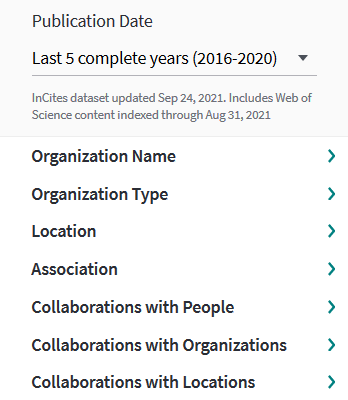 Publication Date
Last 5 complete years (2016-2020)
InCites dataset updated Sep 24, 2021. Includes Web of
Science content indexed through Aug 31, 2021
Organization Name
Organization Type
Location
Association
Collaborations with People
Collaborations with Organizations
Collaborations with Locations